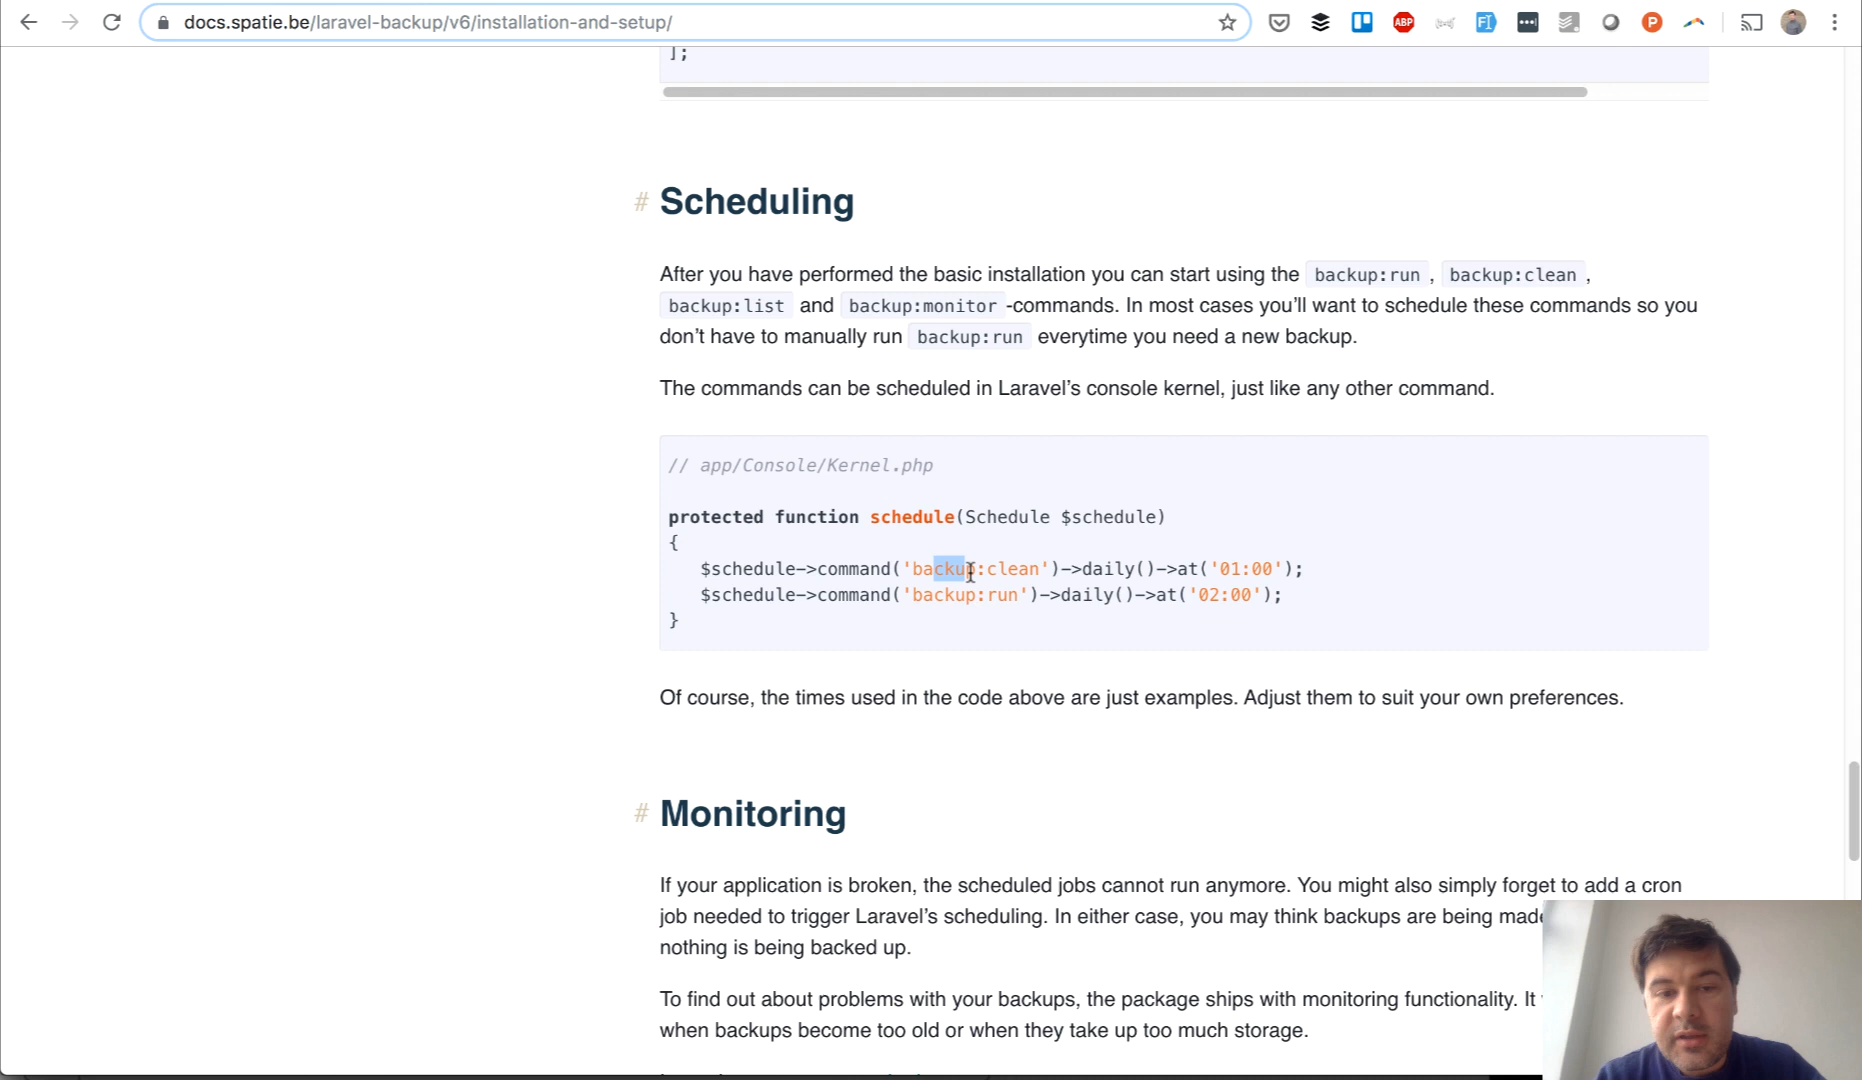 docs.spatie.be/laravel-backup/v6/installation-and-setup/
ABP
P
];
# Scheduling
After you have performed the basic installation you can start using the backup:run , backup:clean ,
backup:list and backup:monitor -commands. In most cases you’ll want to schedule these commands so you
don’t have to manually run backup:run everytime you need a new backup.
The commands can be scheduled in Laravel’s console kernel, just like any other command.
// app/Console/Kernel.php
protected function schedule(Schedule $schedule)
{
$schedule->command('backup:clean')->daily()->at('01:00');
$schedule->command('backup:run')->daily()->at('02:00');
}
Of course, the times used in the code above are just examples. Adjust them to suit your own preferences.
# Monitoring
If your application is broken, the scheduled jobs cannot run anymore. You might also simply forget to add a cron
job needed to trigger Laravel’s scheduling. In either case, you may think backups are being made
nothing is being backed up.
To find out about problems with your backups, the package ships with monitoring functionality. It
when backups become too old or when they take up too much storage.